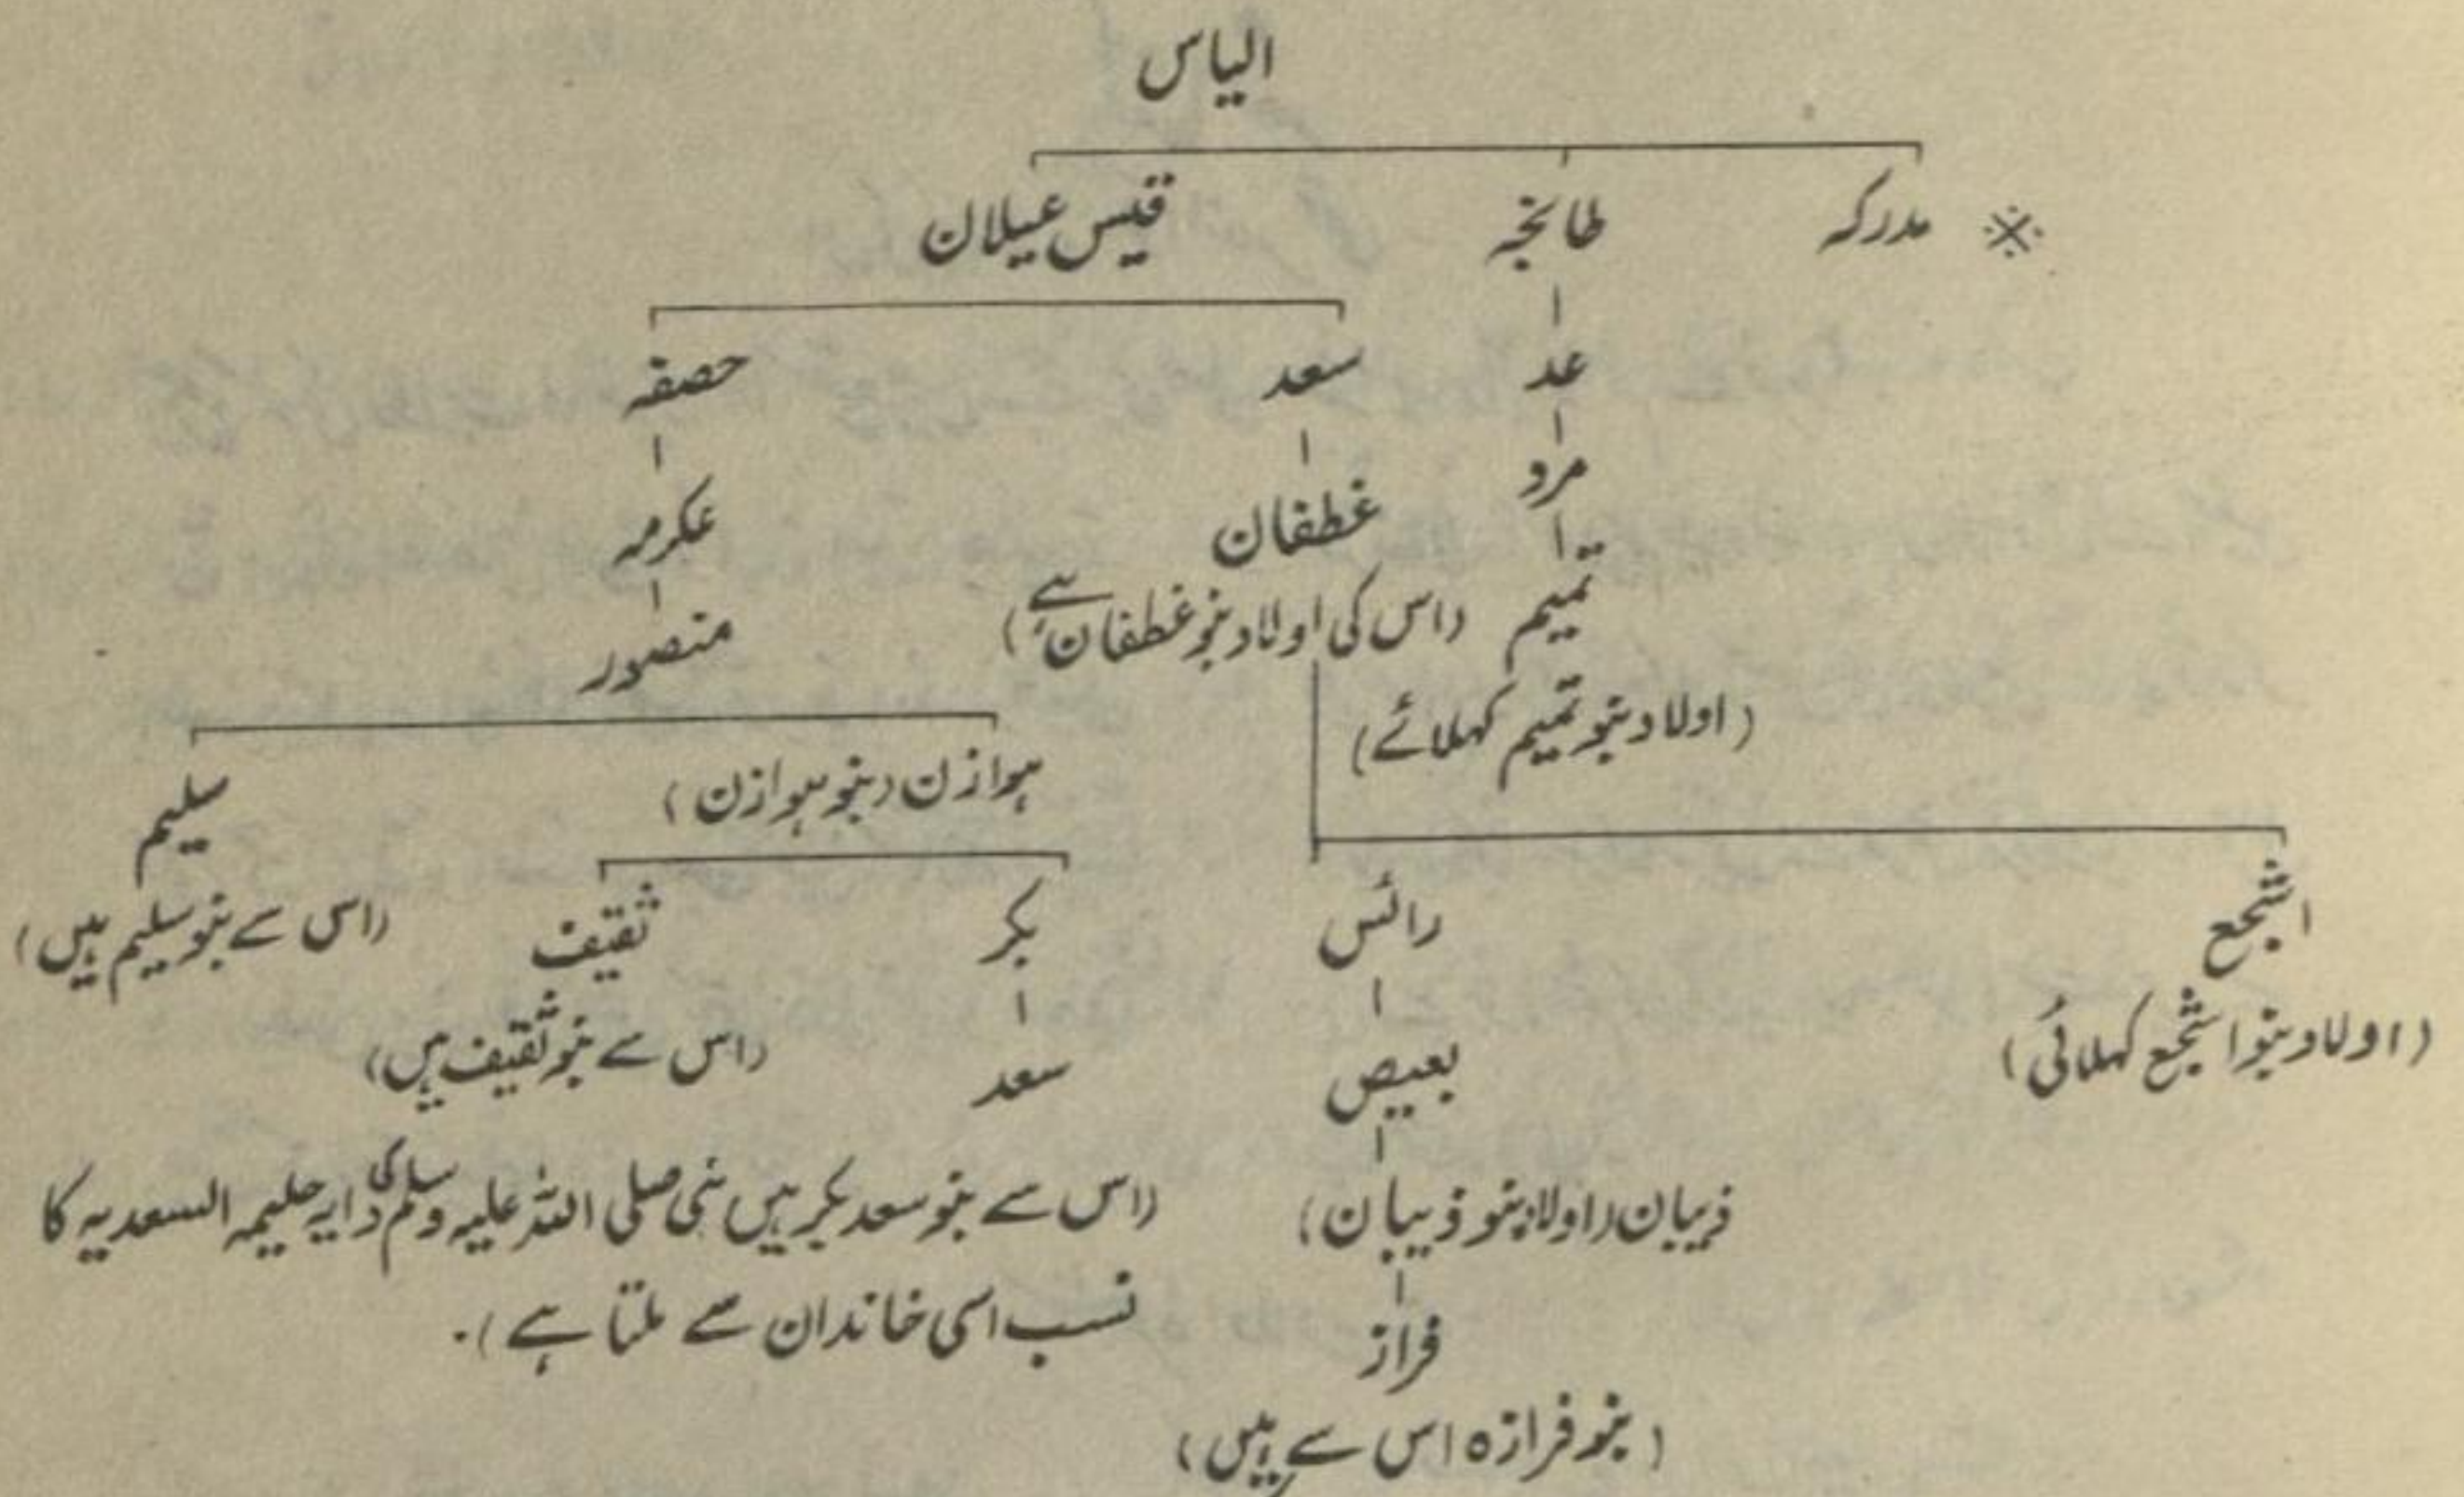 الیاس
※ مدرکہ طابخہ قیس عیلان
عد سعد حصفہ
مرد غطفان عکرمہ
تمیم (اس کی اولاد بنو غطفان ہے) منصور
(اولاد بنو تمیم کہلائے)
ہوازن (بنو ہوازن) سلیم
اشجع رائس بکر ثقیف (اس سے بنو سلیم ہیں)
(اولاد بنو اشجع کہلائی) بعیص سعد (اس سے بنو ثقیف ہیں)
ذبیان (اولاد بنو ذبیان) (اس سے بنو سعد بکر ہیں نبی صلی اللہ علیہ وسلم کی دایہ حلیمہ السعدیہ کا
فراز نسب اسی خاندان سے ملتا ہے)۔
(بنو فرازہ اس سے ہیں)